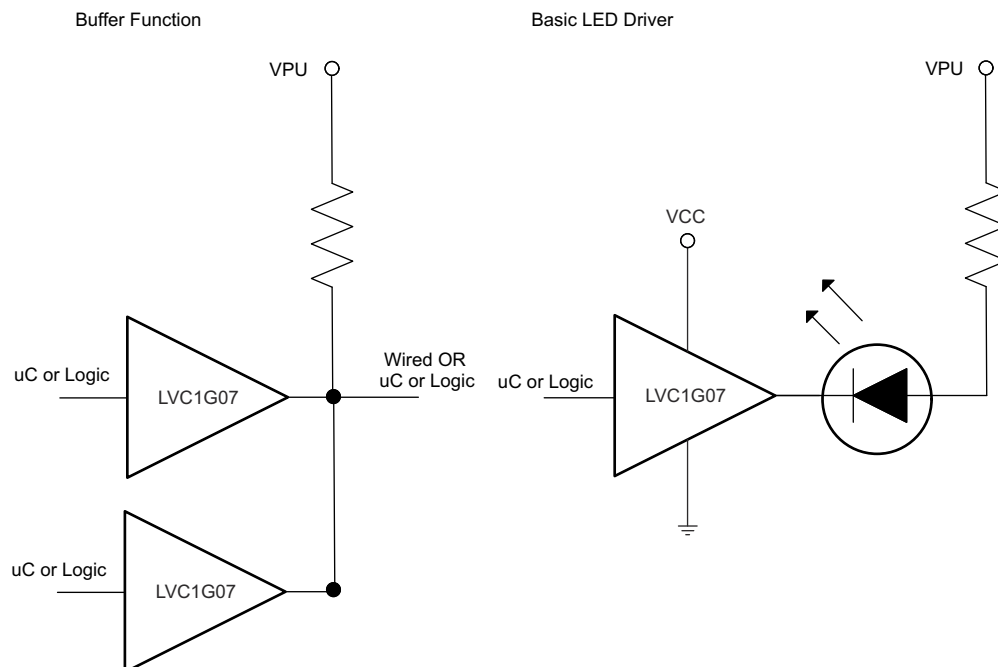 Buffer Function
Basic LED Driver
VPU
VPU
VCC
uC or Logic
LVC1G07
Wired OR
uC or Logic
uC or Logic
LVC1G07
uC or Logic
LVC1G07